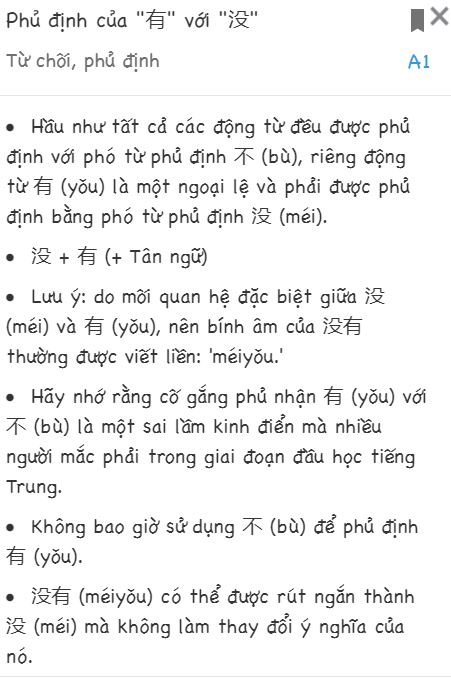 Phủ định của "有" với "没"
Từ chối, phủ định
A1
• Hầu như tất cả các động từ đều được phủ
định với phó từ phủ định 不 (bù), riêng động
từ 有 (yǒu) là một ngoại lệ và phải được phủ
định bằng phó từ phủ định 没 (méi).
• 没 + 有 (+ Tân ngữ)
• Lưu ý: do mối quan hệ đặc biệt giữa 没
(méi) và 有 (yǒu), nên bính âm của 没有
thường được viết liền: 'méiyǒu.'
• Hãy nhớ rằng cố gắng phủ nhận 有 (yǒu) với
不 (bù) là một sai lầm kinh điển mà nhiều
người mắc phải trong giai đoạn đầu học tiếng
Trung.
• Không bao giờ sử dụng 不 (bù) để phủ định
有 (yǒu).
• 没有 (méiyǒu) có thể được rút ngắn thành
没 (méi) mà không làm thay đổi ý nghĩa của
nó.